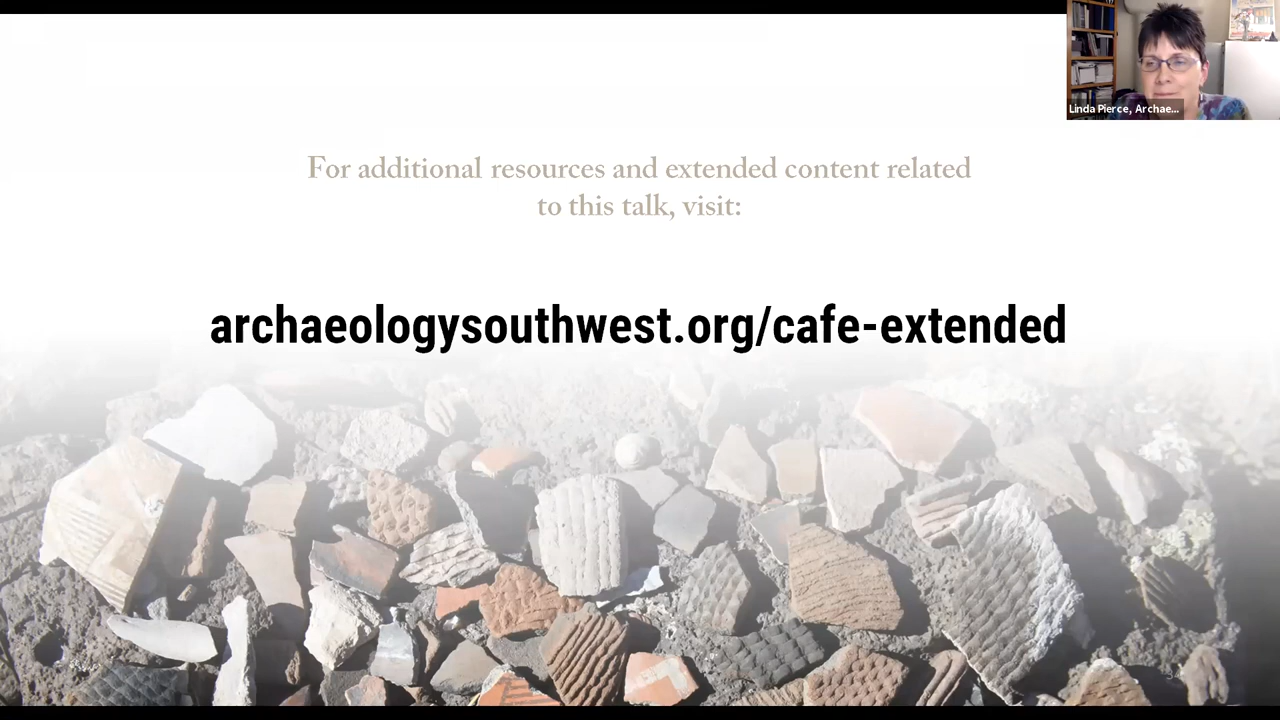 Linda Pierce, Archae...
For additional resources and extended content related
to this talk, visit:
archaeologysouthwest.org/cafe-extended